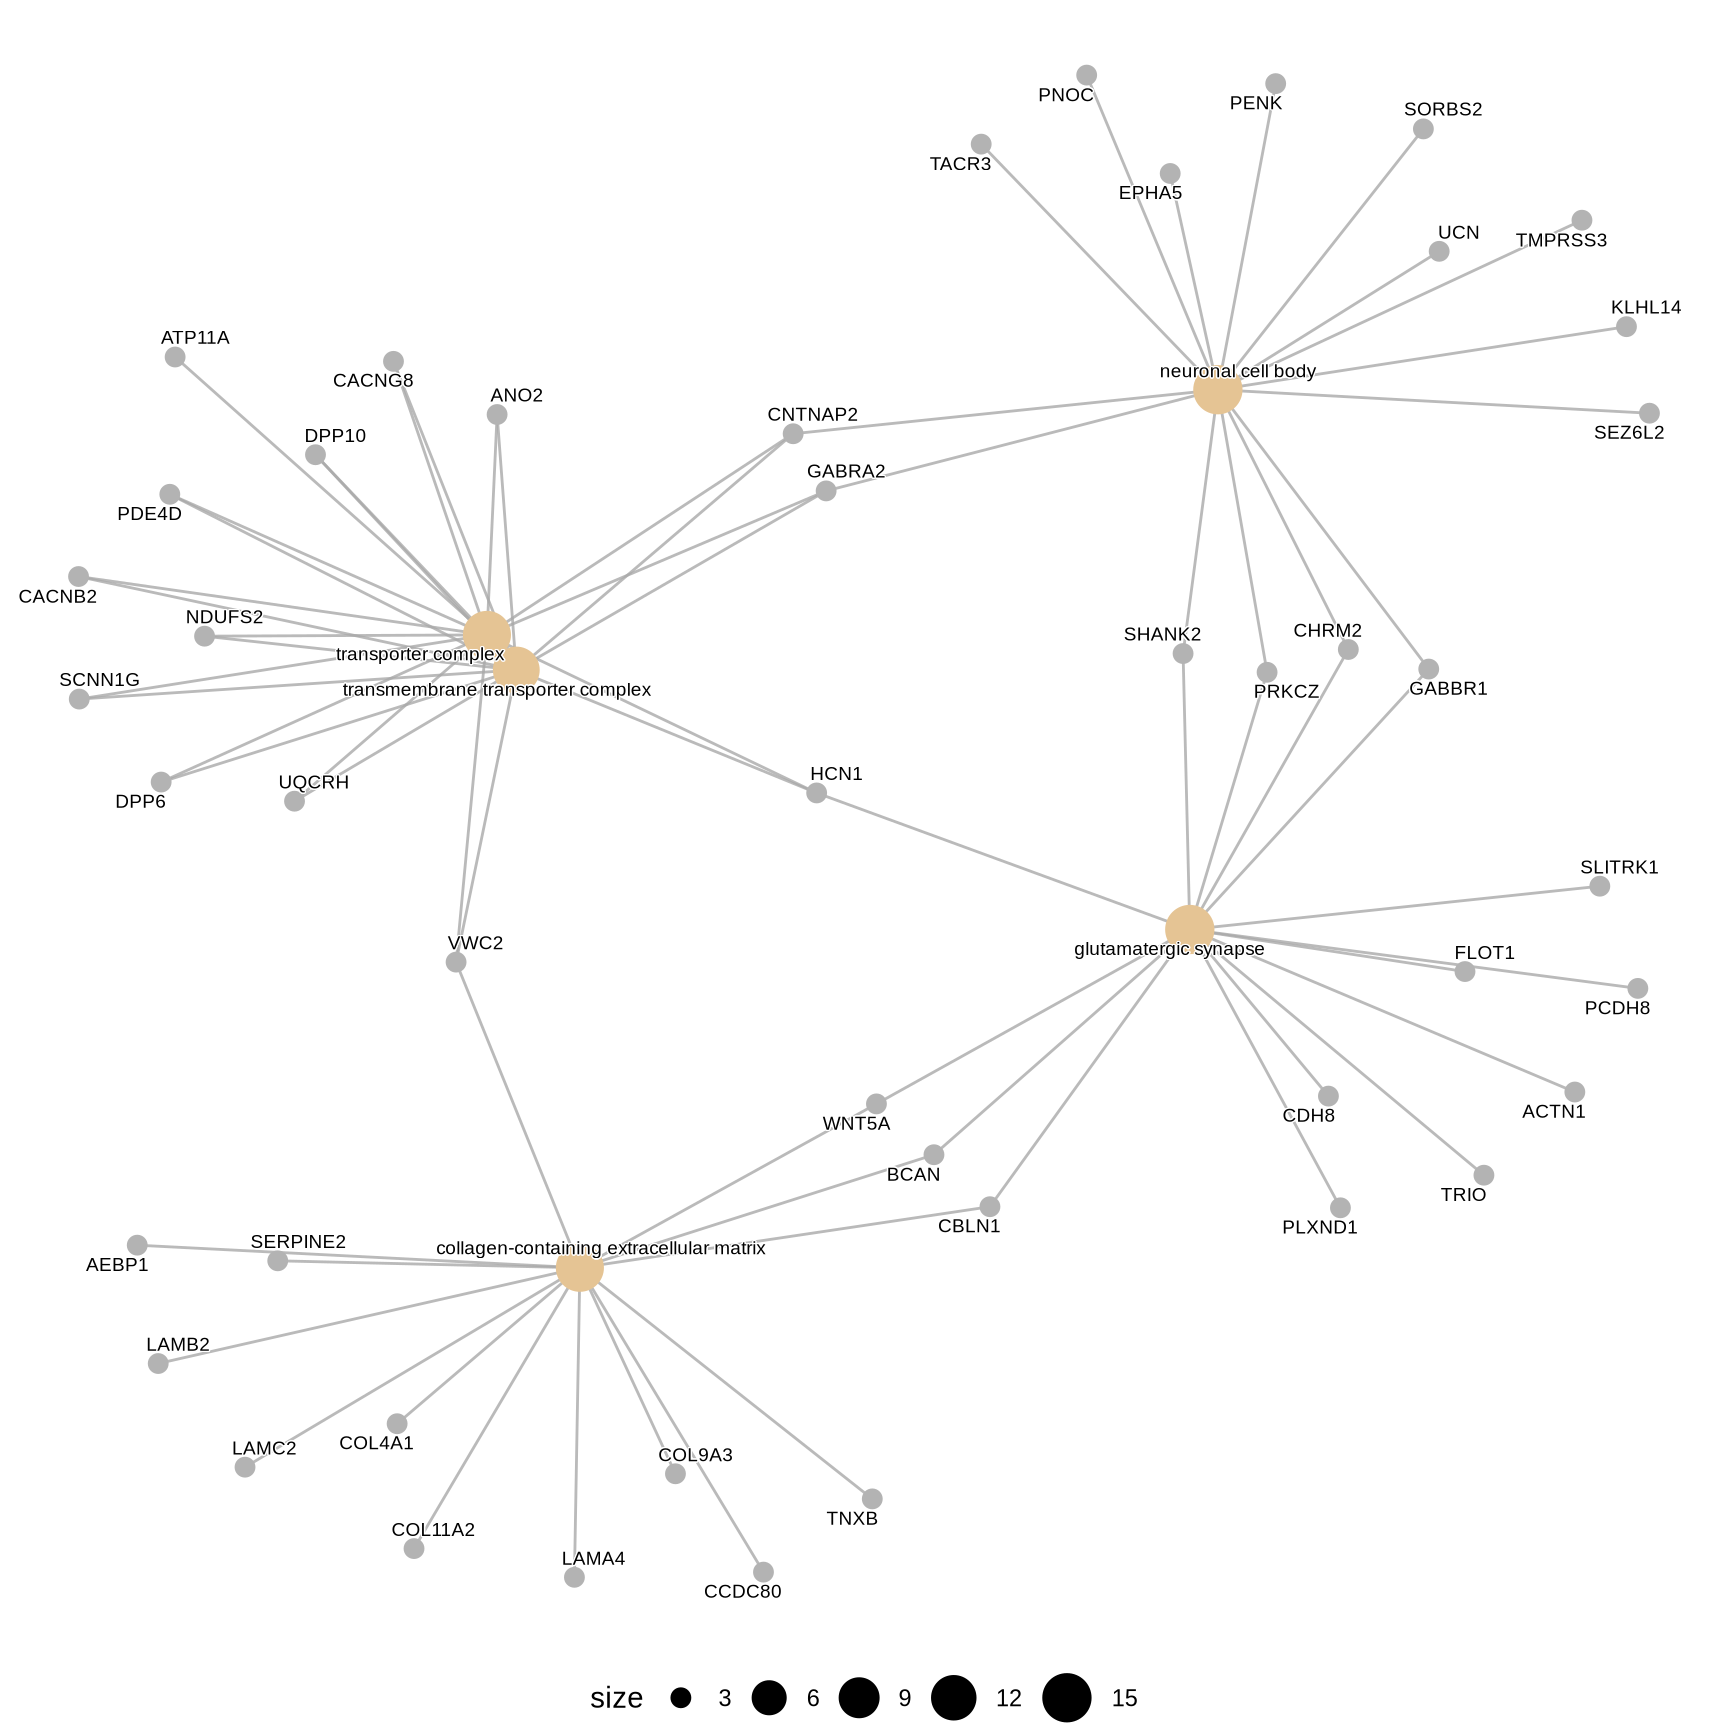 PNOC
PENK
SORBS2
TACR3
EPHA5
UCN
TMPRSS3
KLHL14
ATP11A
neuronal cell body
CACNG8
ANO2
CNTNAP2
SEZ6L2
DPP10
GABRA2
PDE4D
CACNB2
NDUFS2
SHANK2
CHRM2
transporter complex
SCNN1G
transmembrane transporter complex
PRKCZ
GABBR1
HCN1
UQCRH
DPP6
SLITRK1
VWC2
glutamatergic synapse
FLOT1
PCDH8
WNT5A
CDH8
ACTN1
BCAN
TRIO
CBLN1
PLXND1
SERPINE2
collagen-containing extracellular matrix
AEBP1
LAMB2
COL4A1
LAMC2
COL9A3
TNXB
COL11A2
LAMA4
CCDC80
size 3 6 9 12 15